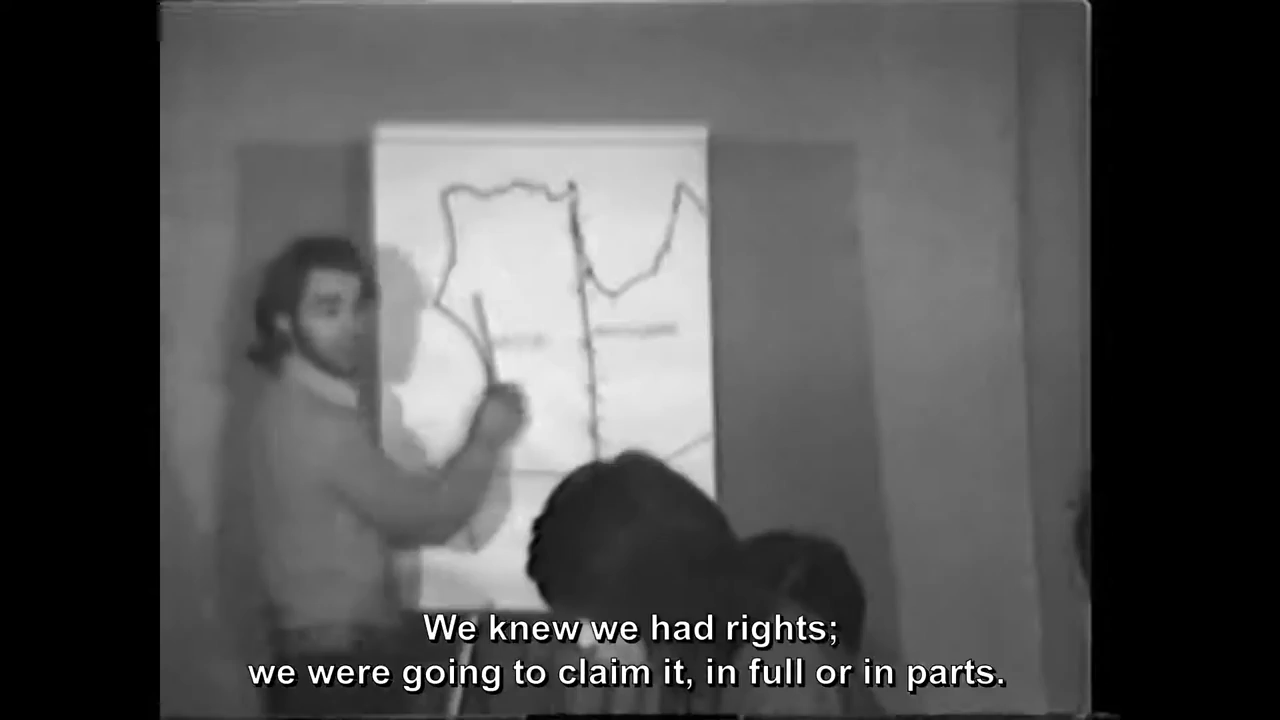 We knew we had rights;
we were going to claim it, in full or in parts.